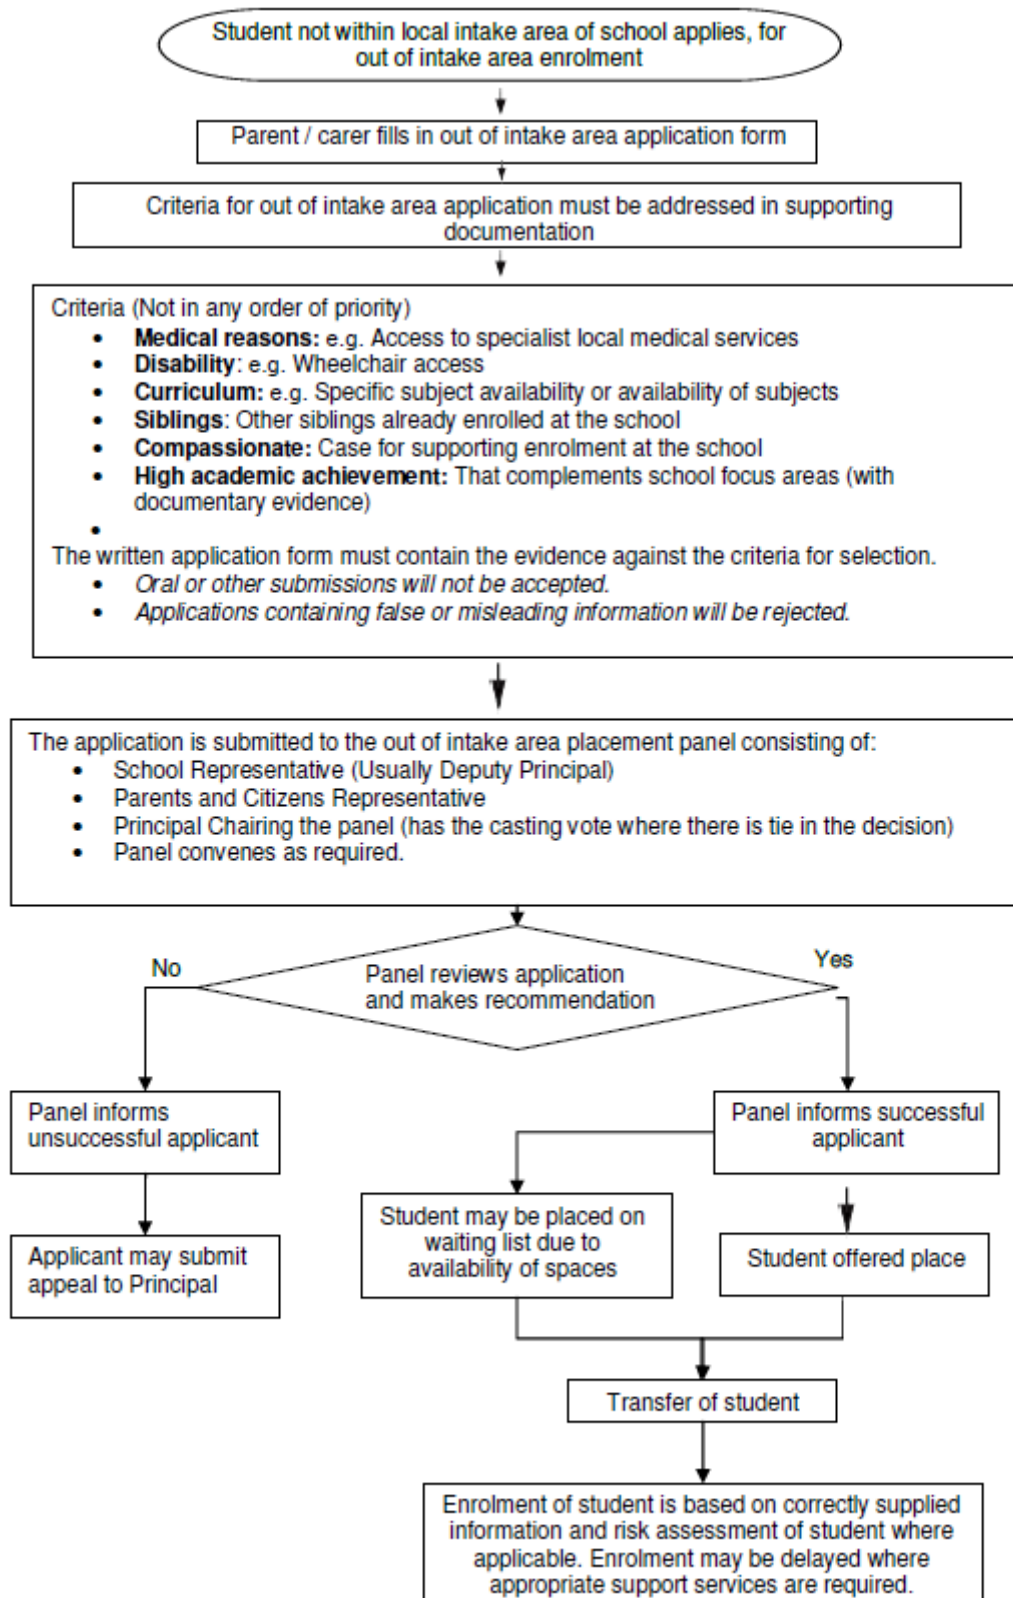 Student not within local intake area of school applies, for
out of intake area enrolment
Parent / carer fills in out of intake area application form
Criteria for out of intake area application must be addressed in supporting
documentation
Criteria (Not in any order of priority)
• Medical reasons: e.g. Access to specialist local medical services
• Disability: e.g. Wheelchair access
• Curriculum: e.g. Specific subject availability or availability of subjects
• Siblings: Other siblings already enrolled at the school
• Compassionate: Case for supporting enrolment at the school
• High academic achievement: That complements school focus areas (with
documentary evidence)
•
The written application form must contain the evidence against the criteria for selection.
• Oral or other submissions will not be accepted.
• Applications containing false or misleading information will be rejected.
The application is submitted to the out of intake area placement panel consisting of:
• School Representative (Usually Deputy Principal)
• Parents and Citizens Representative
• Principal Chairing the panel (has the casting vote where there is tie in the decision)
• Panel convenes as required.
No
Panel reviews application
and makes recommendation
Yes
Panel informs
unsuccessful applicant
Panel informs successful
applicant
Applicant may submit
appeal to Principal
Student may be placed on
waiting list due to
availability of spaces
Student offered place
Transfer of student
Enrolment of student is based on correctly supplied
information and risk assessment of student where
applicable. Enrolment may be delayed where
appropriate support services are required.